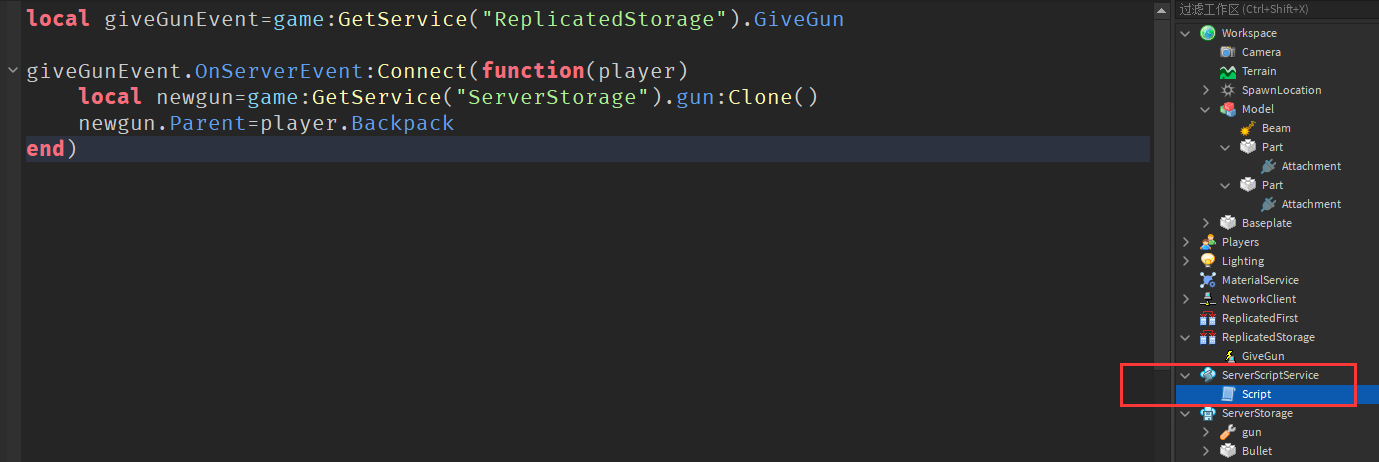 local giveGunEvent=game:GetService("ReplicatedStorage").GiveGun
giveGunEvent.OnServerEvent:Connect(function(player)
local newgun=game:GetService("ServerStorage").gun:Clone()
newgun.Parent=player.Backpack
end)
过滤工作区 (Ctrl+Shift+X)
Workspace
Camera
Terrain
SpawnLocation
Model
Beam
Part
Attachment
Part
Attachment
Baseplate
Players
Lighting
MaterialService
NetworkClient
ReplicatedFirst
ReplicatedStorage
GiveGun
ServerScriptService
Script
ServerStorage
gun
Bullet